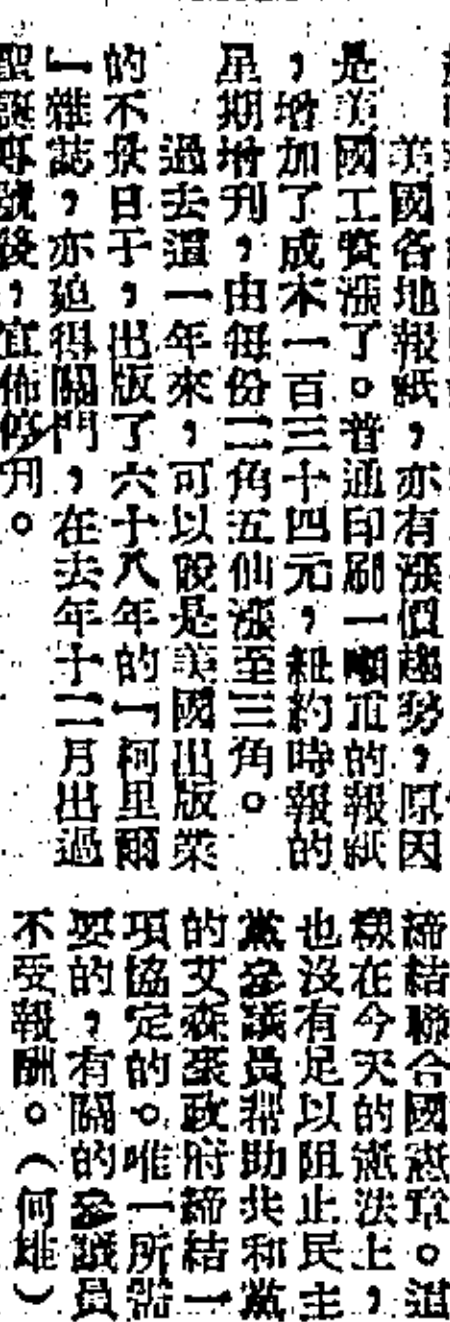 美國各地報紙，亦有漲價趨勢，原因
是美國工資漲了。普通印刷一噸重的報紙
，增加了成本一百三十四元，紐約時報的
星期增刊，由每份二角五仙漲至三角。
過去這一年來，可以說是美國出版業
的不景日子，出版了六十八年的「柯里爾
」雜誌，亦廹得關門，在去年十二月出過
聖誕專號後，宣佈停刊。
締結聯合國憲章。這
樣在今天的憲法上，
也沒有足以阻止民主
黨參議員帮助共和黨
的艾森豪政府締結一
項協定的。唯一所需
要的，有關的參議員
不受報酬。（何雄）